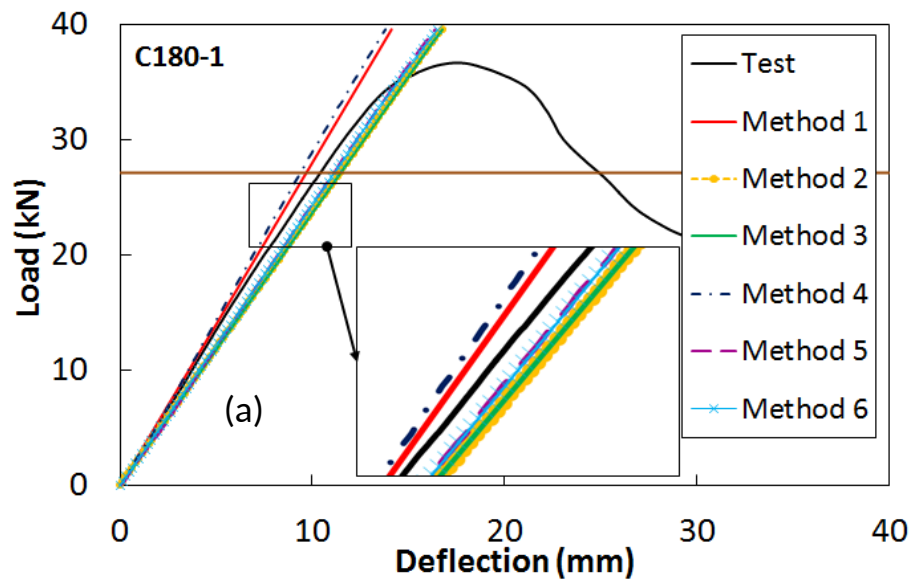 40
30
20
10
0
Load (kN)
C180-1
Test
Method 1
Method 2
Method 3
Method 4
Method 5
Method 6
(a)
0 10 20 30 40
Deflection (mm)